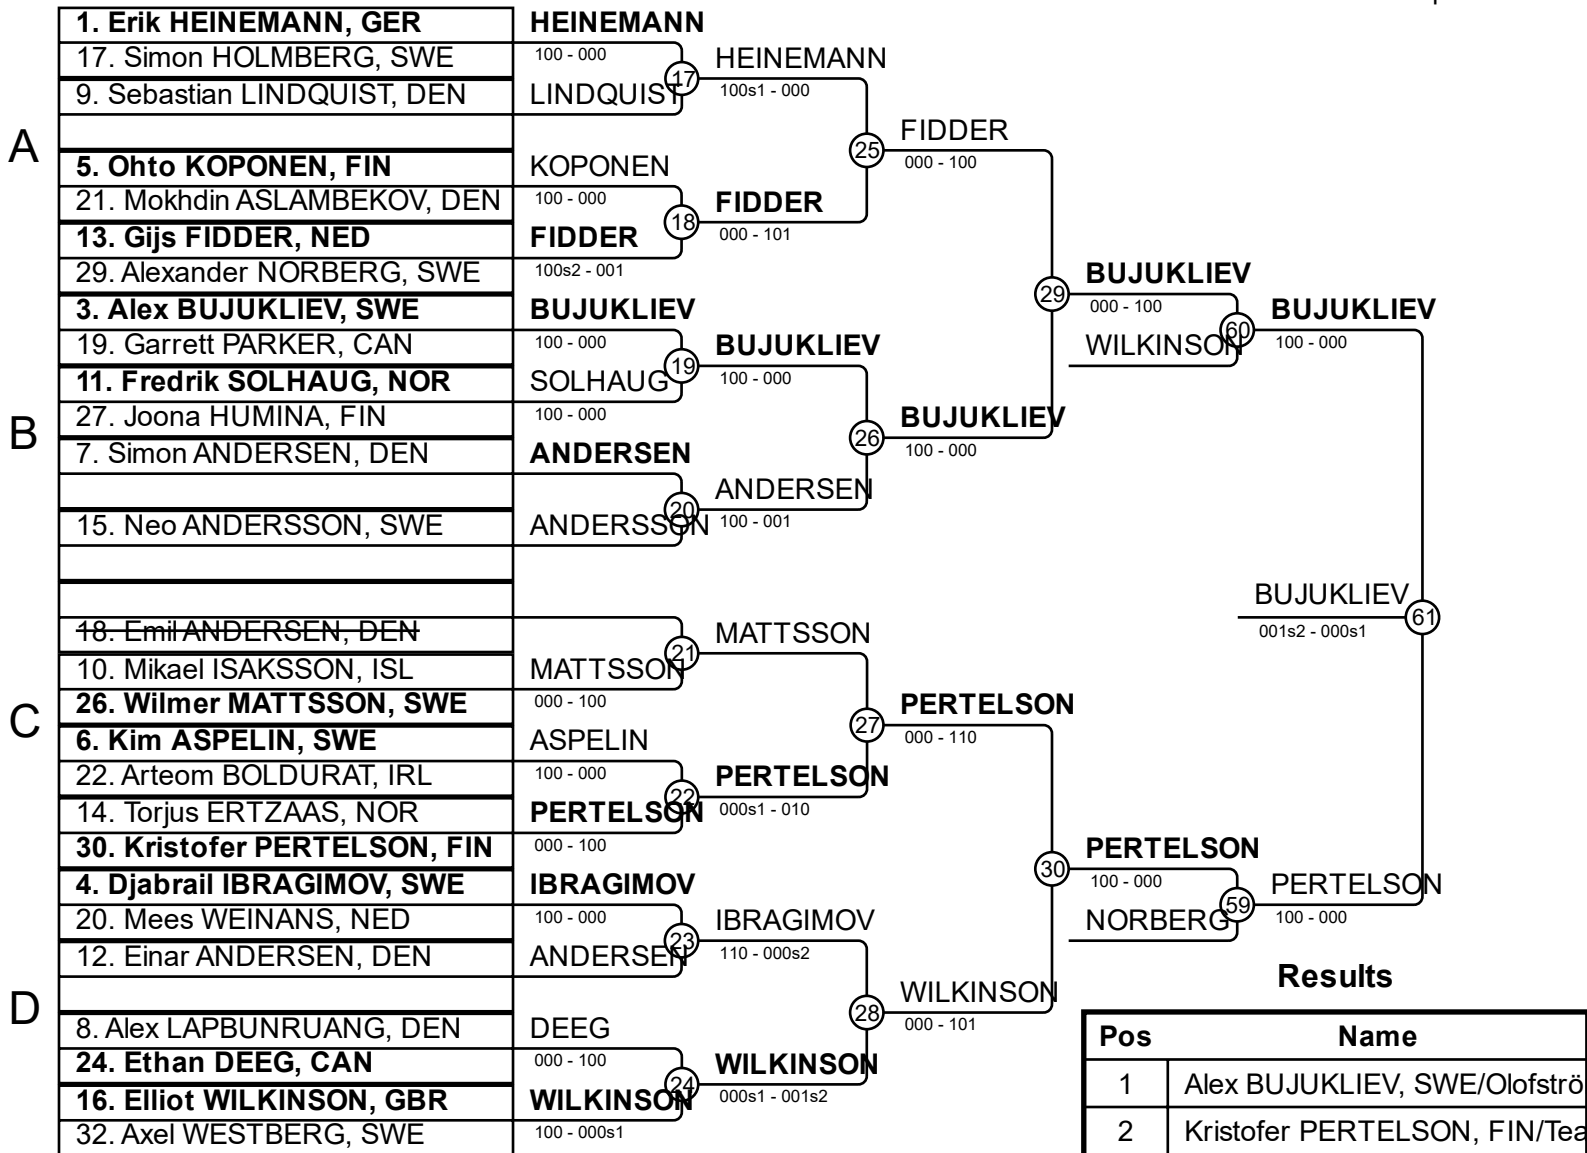 1. Erik HEINEMANN, GER
17. Simon HOLMBERG, SWE
9. Sebastian LINDQUIST, DEN
5. Ohto KOPONEN, FIN
21. Mokhdin ASLAMBEKOV, DEN
13. Gijs FIDDER, NED
29. Alexander NORBERG, SWE
3. Alex BUJUKLIEV, SWE
19. Garrett PARKER, CAN
11. Fredrik SOLHAUG, NOR
27. Joona HUMINA, FIN
7. Simon ANDERSEN, DEN
15. Neo ANDERSSON, SWE
18. Emil ANDERSEN, DEN
10. Mikael ISAKSSON, ISL
26. Wilmer MATTSSON, SWE
6. Kim ASPELIN, SWE
22. Arteom BOLDURAT, IRL
14. Torjus ERTZAAS, NOR
30. Kristofer PERTELSON, FIN
4. Djabrail IBRAGIMOV, SWE
20. Mees WEINANS, NED
12. Einar ANDERSEN, DEN
8. Alex LAPBUNRUANG, DEN
24. Ethan DEEG, CAN
16. Elliot WILKINSON, GBR
32. Axel WESTBERG, SWE
A
B
C
D
HEINEMANN
100 - 000
LINDQUIST
KOPONEN
100 - 000
FIDDER
100s2 - 001
BUJUKLIEV
100 - 000
SOLHAUG
100 - 000
ANDERSEN
ANDERSSON
MATTSSON
000 - 100
ASPELIN
100 - 000
PERTELSON
000 - 100
IBRAGIMOV
100 - 000
ANDERSEN
DEEG
000 - 100
WILKINSON
100 - 000s1
17
18
19
20
21
22
23
24
HEINEMANN
100s1 - 000
FIDDER
000 - 101
BUJUKLIEV
100 - 000
ANDERSEN
100 - 001
MATTSSON
PERTELSON
000s1 - 010
IBRAGIMOV
110 - 000s2
WILKINSON
000s1 - 001s2
25
26
27
28
FIDDER
000 - 100
BUJUKLIEV
100 - 000
PERTELSON
000 - 110
WILKINSON
000 - 101
29
30
BUJUKLIEV
000 - 100
WILKINSON
PERTELSON
100 - 000
NORBERG
60
59
BUJUKLIEV
100 - 000
BUJUKLIEV
001s2 - 000s1
61
PERTELSON
100 - 000
Results
Pos Name
1 Alex BUJUKLIEV, SWE/Olofströ
2 Kristofer PERTELSON, FIN/Tea